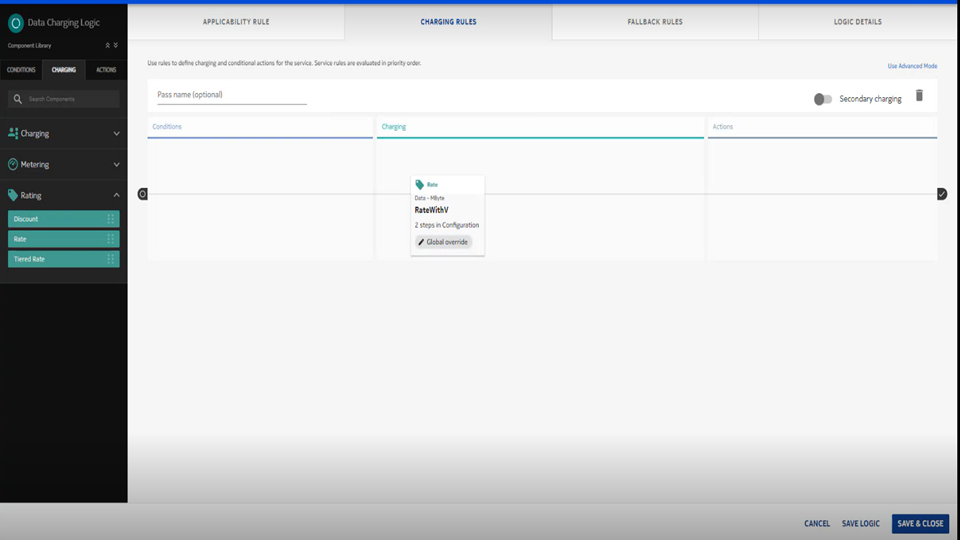 Data Charging Logic
Component Library
CONDITIONS CHARGING ACTIONS
Search Components
Charging
Metering
Rating
Discount
Rate
Tiered Rate
APPLICABILITY RULE CHARGING RULES FALLBACK RULES LOGIC DETAILS
Use rules to define charging and conditional actions for the service. Service rules are evaluated in priority order.
Use Advanced Mode
Pass name (optional)
Secondary charging
Conditions Charging Actions
Rate
Data - MByte
RateWithV
2 steps in Configuration
Global override
CANCEL SAVE LOGIC SAVE & CLOSE